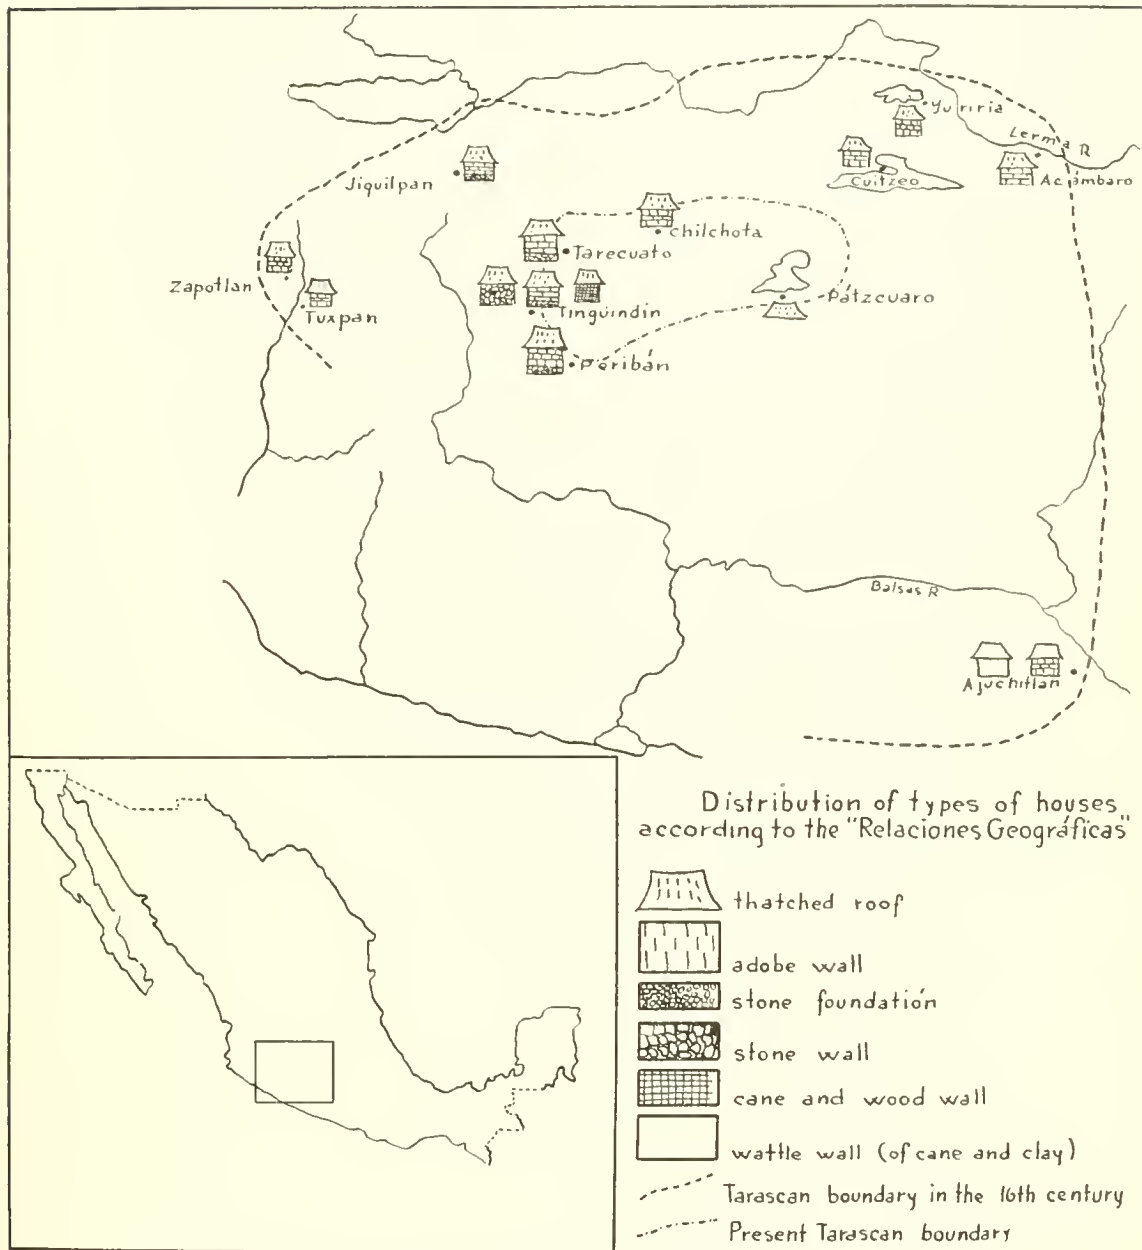 Yuriria
Lerma R
Jiquilpan
Cuitzeo
Acámbaro
Chilchota
Tarecuato
Zapotlan
Tuxpan
Pátzcuaro
Tingüindín
Peribán
Balsas R
Ajuchitlan
Distribution of types of houses
according to the "Relaciones Geográficas"
thatched roof
adobe wall
stone foundation
stone wall
cane and wood wall
wattle wall (of cane and clay)
Tarascan boundary in the 16th century
Present Tarascan boundary